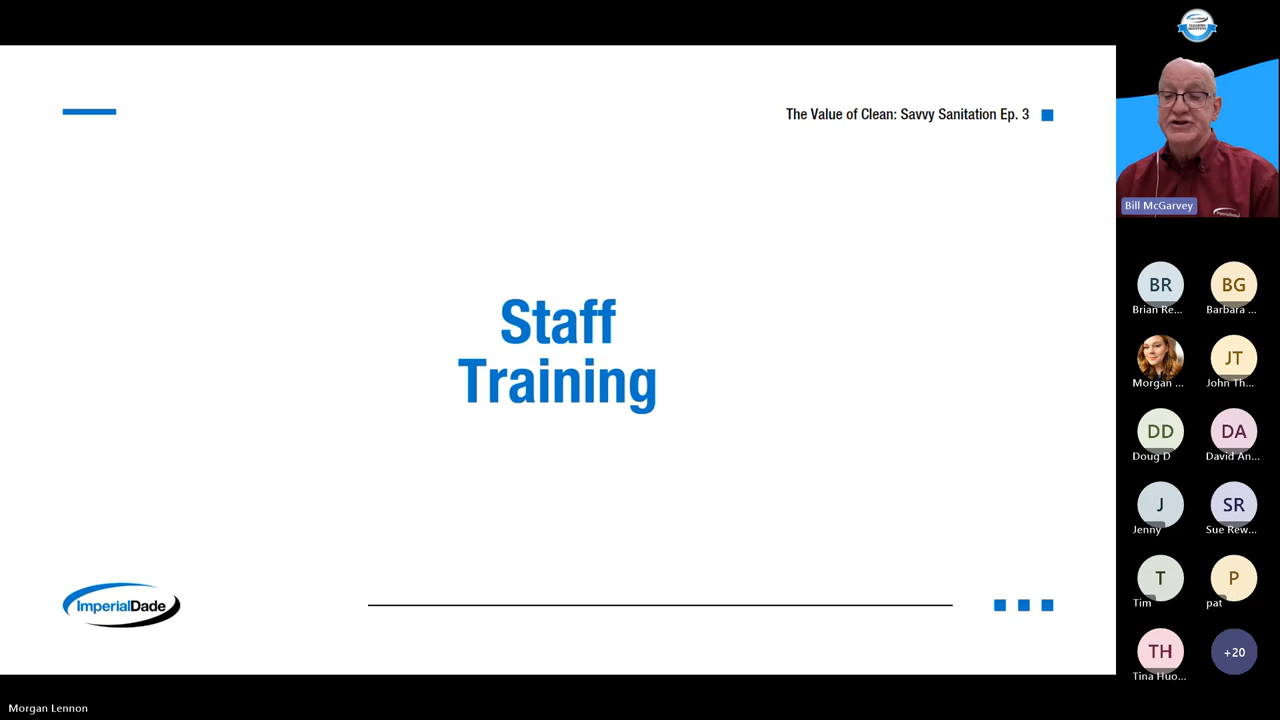 The Value of Clean: Savvy Sanitation Ep. 3
Staff
Training
ImperialDade
Morgan Lennon
Bill McGarvey
BR
Brian Re...
BG
Barbara ...
Morgan ...
JT
John Th...
DD
Doug D
DA
David An...
J
Jenny
SR
Sue Rew...
T
Tim
P
pat
TH
Tina Huo...
+20